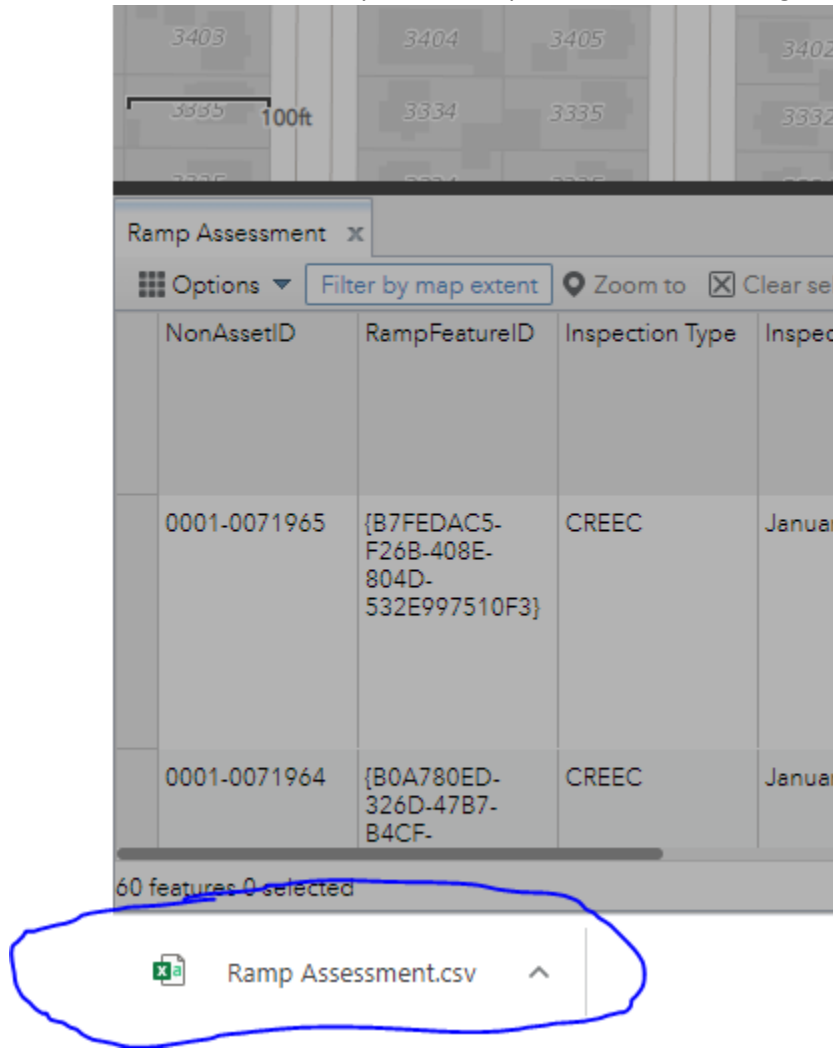 3403 3404 3405 3402
3335 100ft 3334 3335 3332
Ramp Assessment x
Options Filter by map extent Zoom to Clear se
NonAssetID RampFeatureID Inspection Type Inspec
0001-0071965 {B7FEDAC5- CREEC Januar
F26B-408E-
804D-
532E997510F3}
0001-0071964 {B0A780ED- CREEC Januar
326D-47B7-
B4CF-
60 features 0 selected
Ramp Assessment.csv